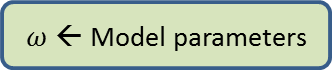 ω ← Model parameters